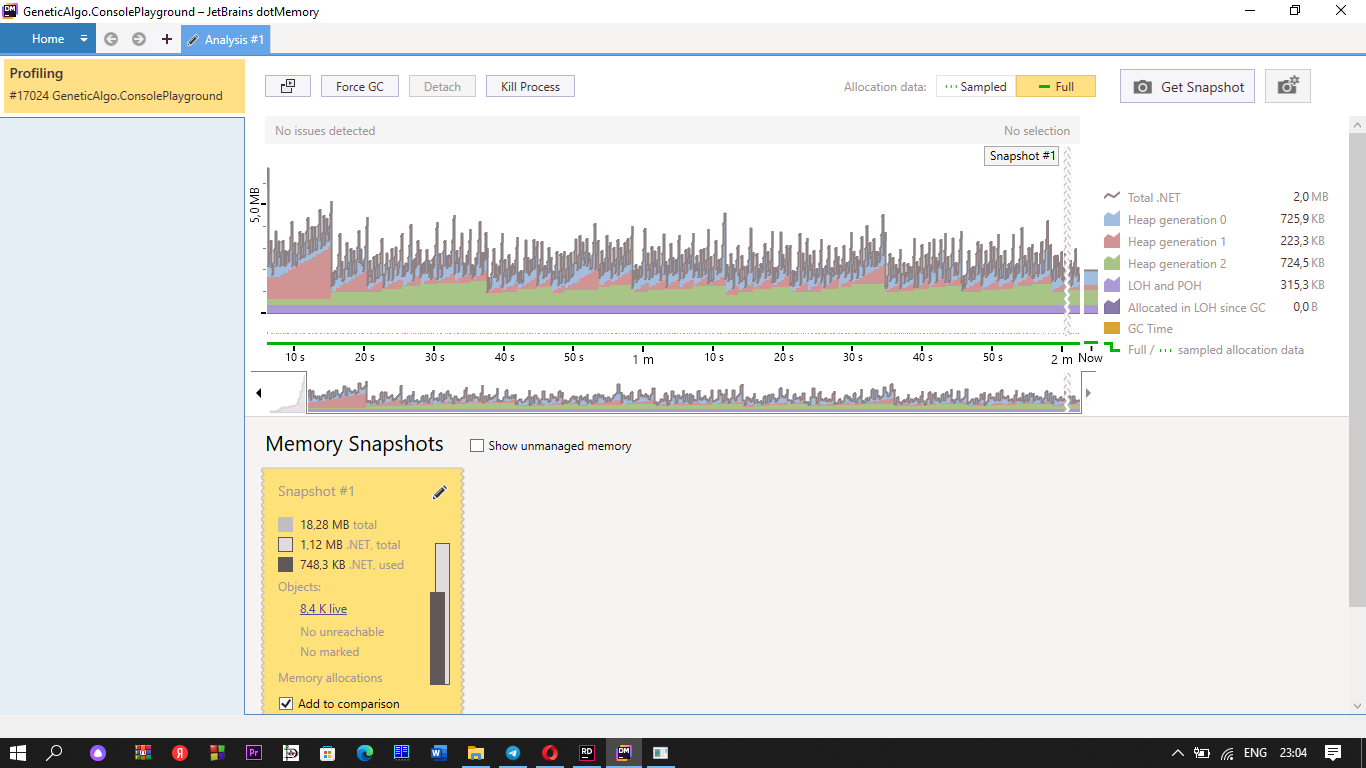 GeneticAlgo.ConsolePlayground – JetBrains dotMemory
Home
Analysis #1
Profiling
#17024 GeneticAlgo.ConsolePlayground
Force GC
Detach
Kill Process
Allocation data:
Sampled
Full
Get Snapshot
No issues detected
No selection
Snapshot #1
5,0 MB
Total .NET 2,0 MB
Heap generation 0 725,9 KB
Heap generation 1 223,3 KB
Heap generation 2 724,5 KB
LOH and POH 315,3 KB
Allocated in LOH since GC 0,0 B
GC Time
Full / sampled allocation data
10 s 20 s 30 s 40 s 50 s 1 m 10 s 20 s 30 s 40 s 50 s 2 m Now
Memory Snapshots
Show unmanaged memory
Snapshot #1
18,28 MB total
1,12 MB .NET, total
748,3 KB .NET, used
Objects:
8,4 K live
No unreachable
No marked
Memory allocations
Add to comparison
ENG 23:04